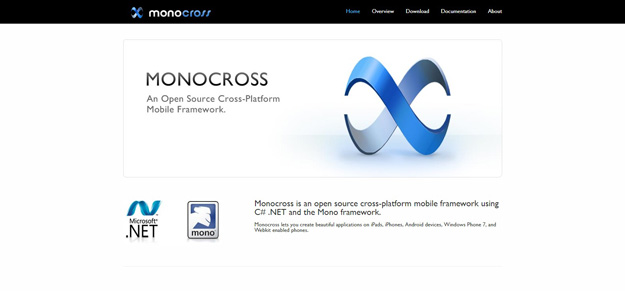 monocross
Home Overview Download Documentation About
MONOCROSS
An Open Source Cross-Platform
Mobile Framework.
Microsoft®
.NET
mono
Monocross is an open source cross-platform mobile framework using
C# .NET and the Mono framework.
Monocross lets you create beautiful applications on iPads, iPhones, Android devices, Windows Phone 7, and
Webkit enabled phones.